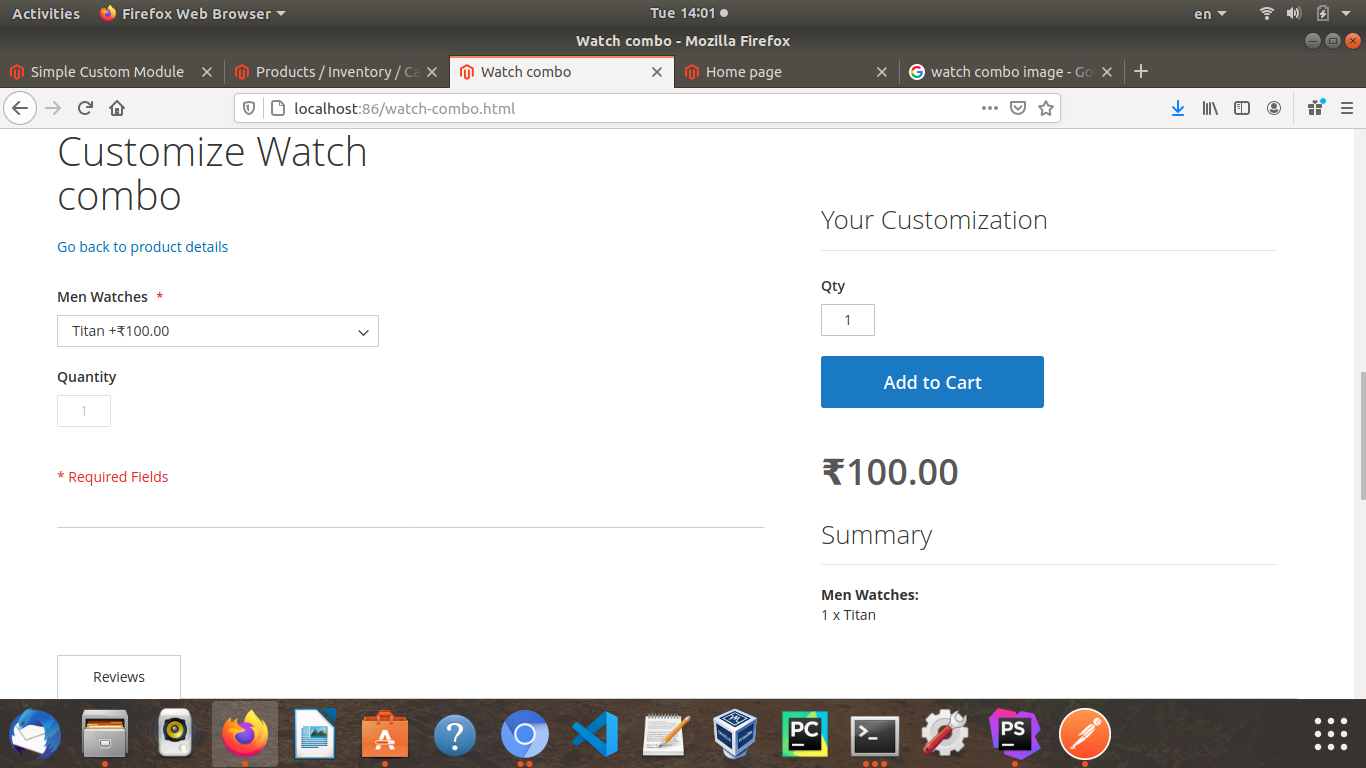 Activities Firefox Web Browser Tue 14:01 en
Watch combo - Mozilla Firefox
Simple Custom Module Products / Inventory / Ca Watch combo Home page watch combo image - Go
localhost:86/watch-combo.html
Customize Watch
combo
Go back to product details
Men Watches *
Titan +₹100.00
Quantity
1
* Required Fields
Reviews
Your Customization
Qty
1
Add to Cart
₹100.00
Summary
Men Watches:
1 x Titan
PC
>_
PS